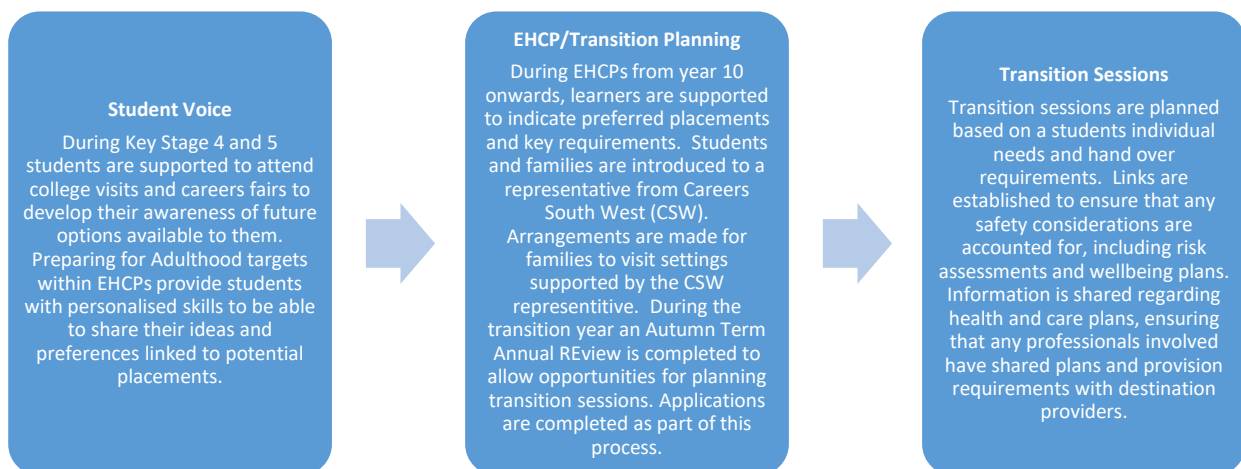 Student Voice
During Key Stage 4 and 5
students are supported to attend
college visits and careers fairs to
develop their awareness of future
options available to them.
Preparing for Adulthood targets
within EHCPs provide students
with personalised skills to be able
to share their ideas and
preferences linked to potential
placements.
EHCP/Transition Planning
During EHCPs from year 10
onwards, learners are supported
to indicate preferred placements
and key requirements. Students
and families are introduced to a
representative from Careers
South West (CSW).
Arrangements are made for
families to visit settings
supported by the CSW
representitive. During the
transition year an Autumn Term
Annual REview is completed to
allow opportunities for planning
transition sessions. Applications
are completed as part of this
process.
Transition Sessions
Transition sessions are planned
based on a students individual
needs and hand over
requirements. Links are
established to ensure that any
safety considerations are
accounted for, including risk
assessments and wellbeing plans.
Information is shared regarding
health and care plans, ensuring
that any professionals involved
have shared plans and provision
requirements with destination
providers.